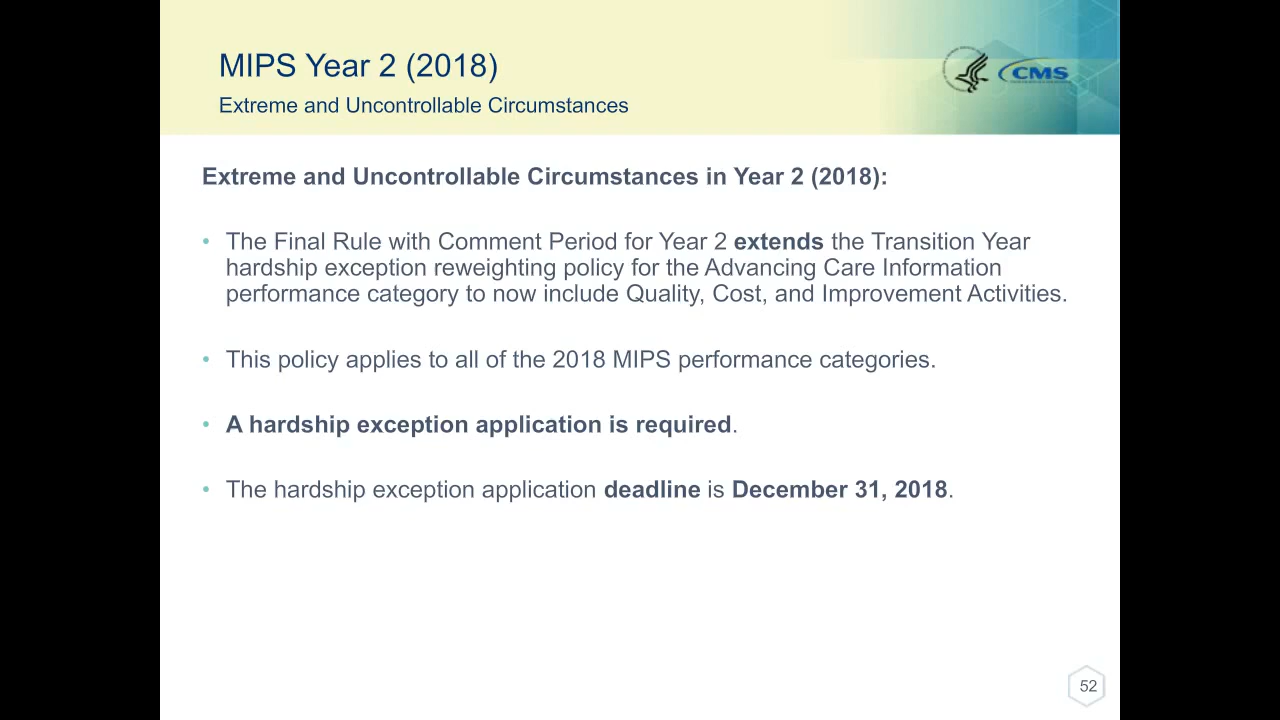 MIPS Year 2 (2018)
Extreme and Uncontrollable Circumstances
CMS
Extreme and Uncontrollable Circumstances in Year 2 (2018):
• The Final Rule with Comment Period for Year 2 extends the Transition Year
hardship exception reweighting policy for the Advancing Care Information
performance category to now include Quality, Cost, and Improvement Activities.
• This policy applies to all of the 2018 MIPS performance categories.
• A hardship exception application is required.
• The hardship exception application deadline is December 31, 2018.
52